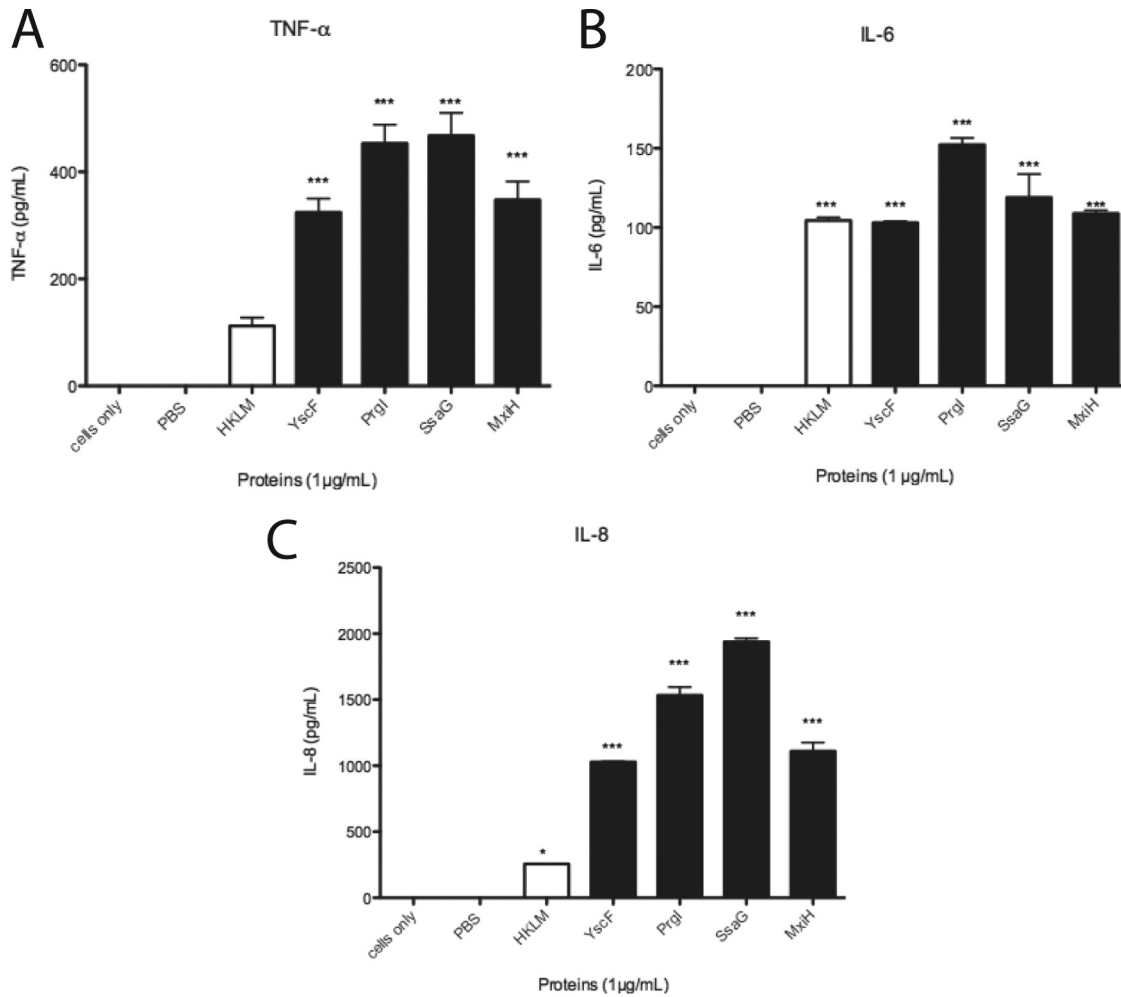 A
TNF-α
TNF-α (pg/mL)
600
400
200
0
***
***
***
***
cells only
PBS
HKLM
YscF
PrgI
SsaG
MxiH
Proteins (1µg/mL)
B
IL-6
IL-6 (pg/mL)
200
150
100
50
0
***
***
***
***
***
cells only
PBS
HKLM
YscF
PrgI
SsaG
MxiH
Proteins (1 µg/mL)
C
IL-8
IL-8 (pg/mL)
2500
2000
1500
1000
500
0
*
***
***
***
***
cells only
PBS
HKLM
YscF
PrgI
SsaG
MxiH
Proteins (1µg/mL)